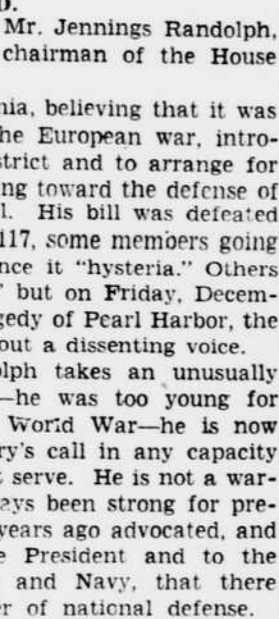 D.
Mr. Jennings Randolph,
chairman of the House
nia, believing that it was
he European war, intro-
strict and to arrange for
ng toward the defense of
l. His bill was defeated
117, some members going
nce it "hysteria." Others
" but on Friday, Decem-
gedy of Pearl Harbor, the
out a dissenting voice.
olph takes an unusually
—he was too young for
World War—he is now
ry's call in any capacity
t serve. He is not a war-
ays been strong for pre-
years ago advocated, and
e President and to the
and Navy, that there
er of national defense.